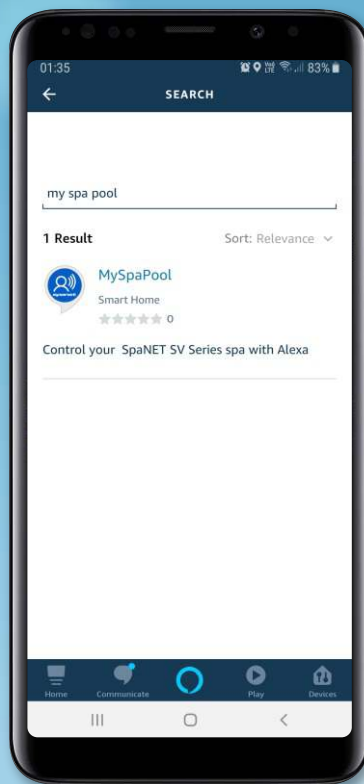 01:35 83%
SEARCH
my spa pool
1 Result Sort: Relevance
MySpaPool
Smart Home
0
Control your SpaNET SV Series spa with Alexa
Home Communicate Play Devices